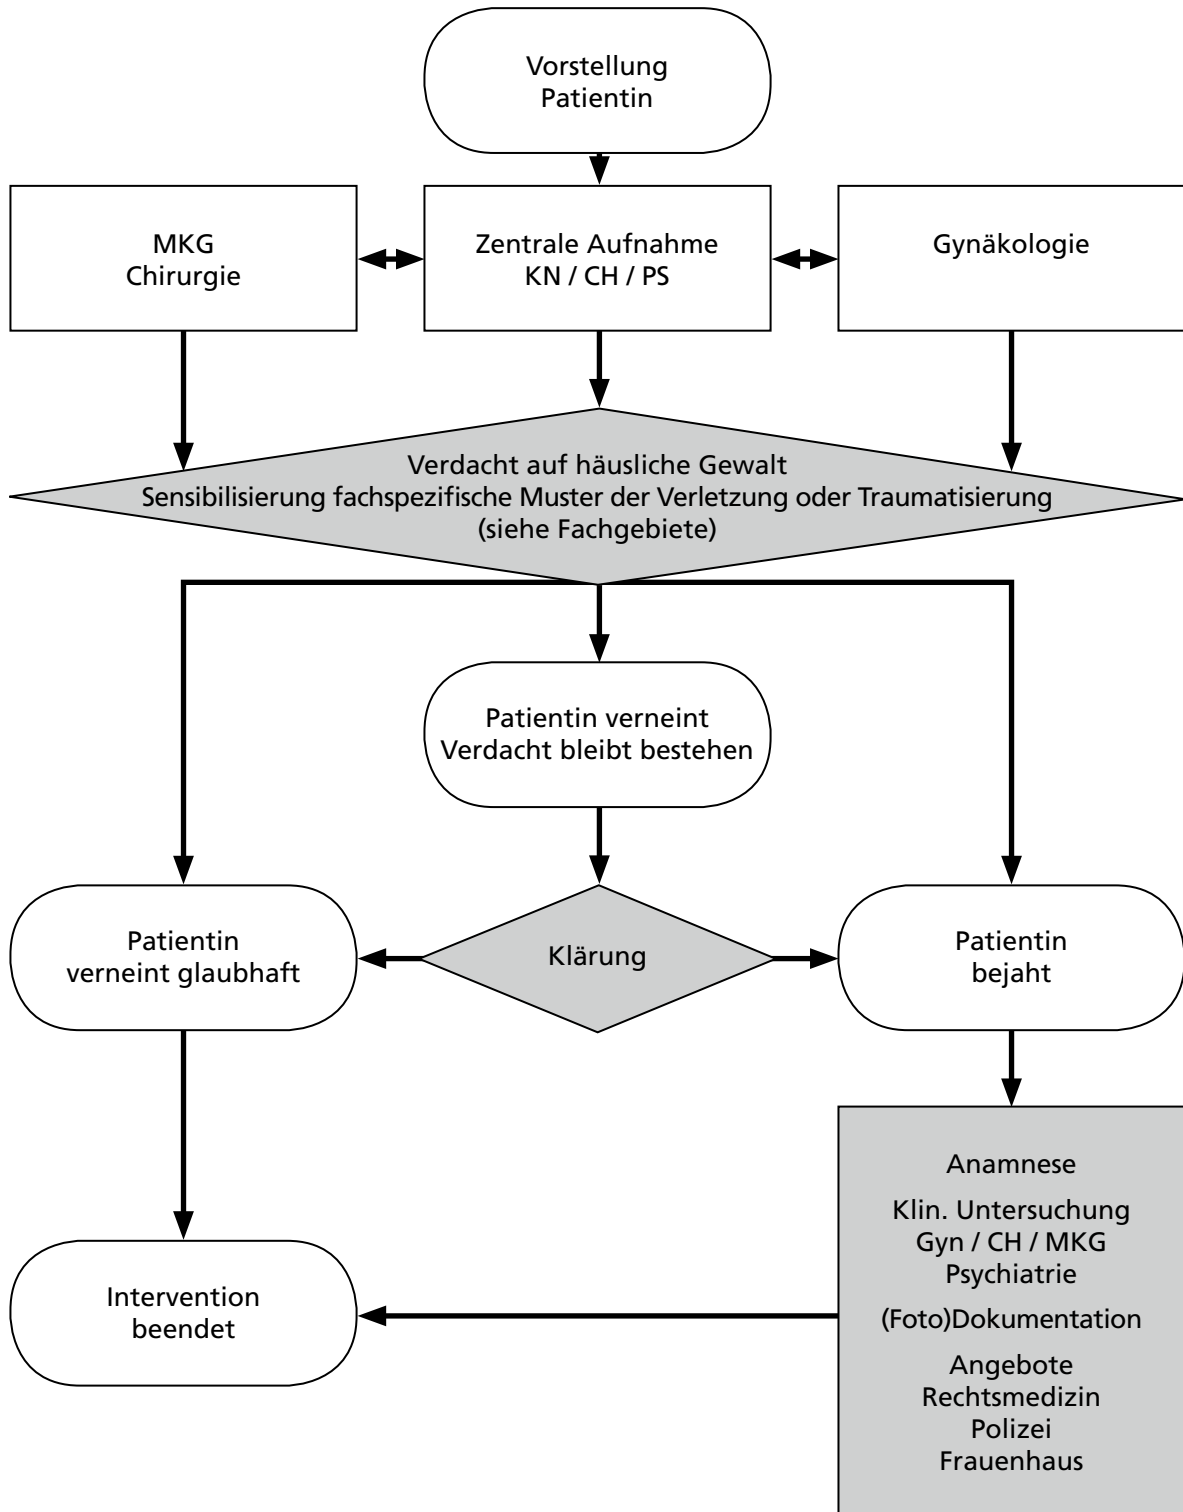 Vorstellung
Patientin
MKG
Chirurgie
Zentrale Aufnahme
KN / CH / PS
Gynäkologie
Verdacht auf häusliche Gewalt
Sensibilisierung fachspezifische Muster der Verletzung oder Traumatisierung
(siehe Fachgebiete)
Patientin verneint
Verdacht bleibt bestehen
Patientin
verneint glaubhaft
Klärung
Patientin
bejaht
Anamnese
Klin. Untersuchung
Gyn / CH / MKG
Psychiatrie
(Foto)Dokumentation
Angebote
Rechtsmedizin
Polizei
Frauenhaus
Intervention
beendet